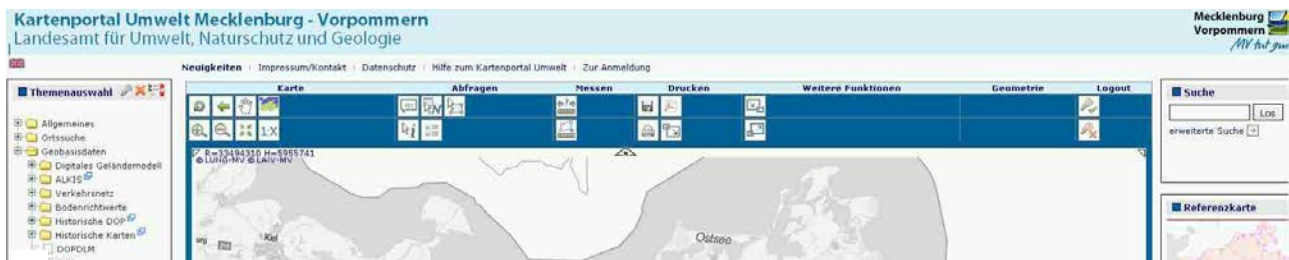 Kartenportal Umwelt Mecklenburg - Vorpommern
Landesamt für Umwelt, Naturschutz und Geologie
Mecklenburg
Vorpommern
MV tut gut
Neuigkeiten Impressum/Kontakt Datenschutz Hilfe zum Kartenportal Umwelt Zur Anmeldung
Themenauswahl
Karte Abfragen Messen Drucken Weitere Funktionen Geometrie Logout
1:X
Suche
Los
erweiterte Suche
Allgemeines
Ortssuche
Geobasisdaten
Digitales Geländemodell
ALKIS
Verkehrsnetz
Bodenrichtwerte
Historische DOP
Historische Karten
DOPDLM
R=33494310 H=5955741
©LUNG-MV ©LAiV-MV
Kiel
Ostsee
Referenzkarte